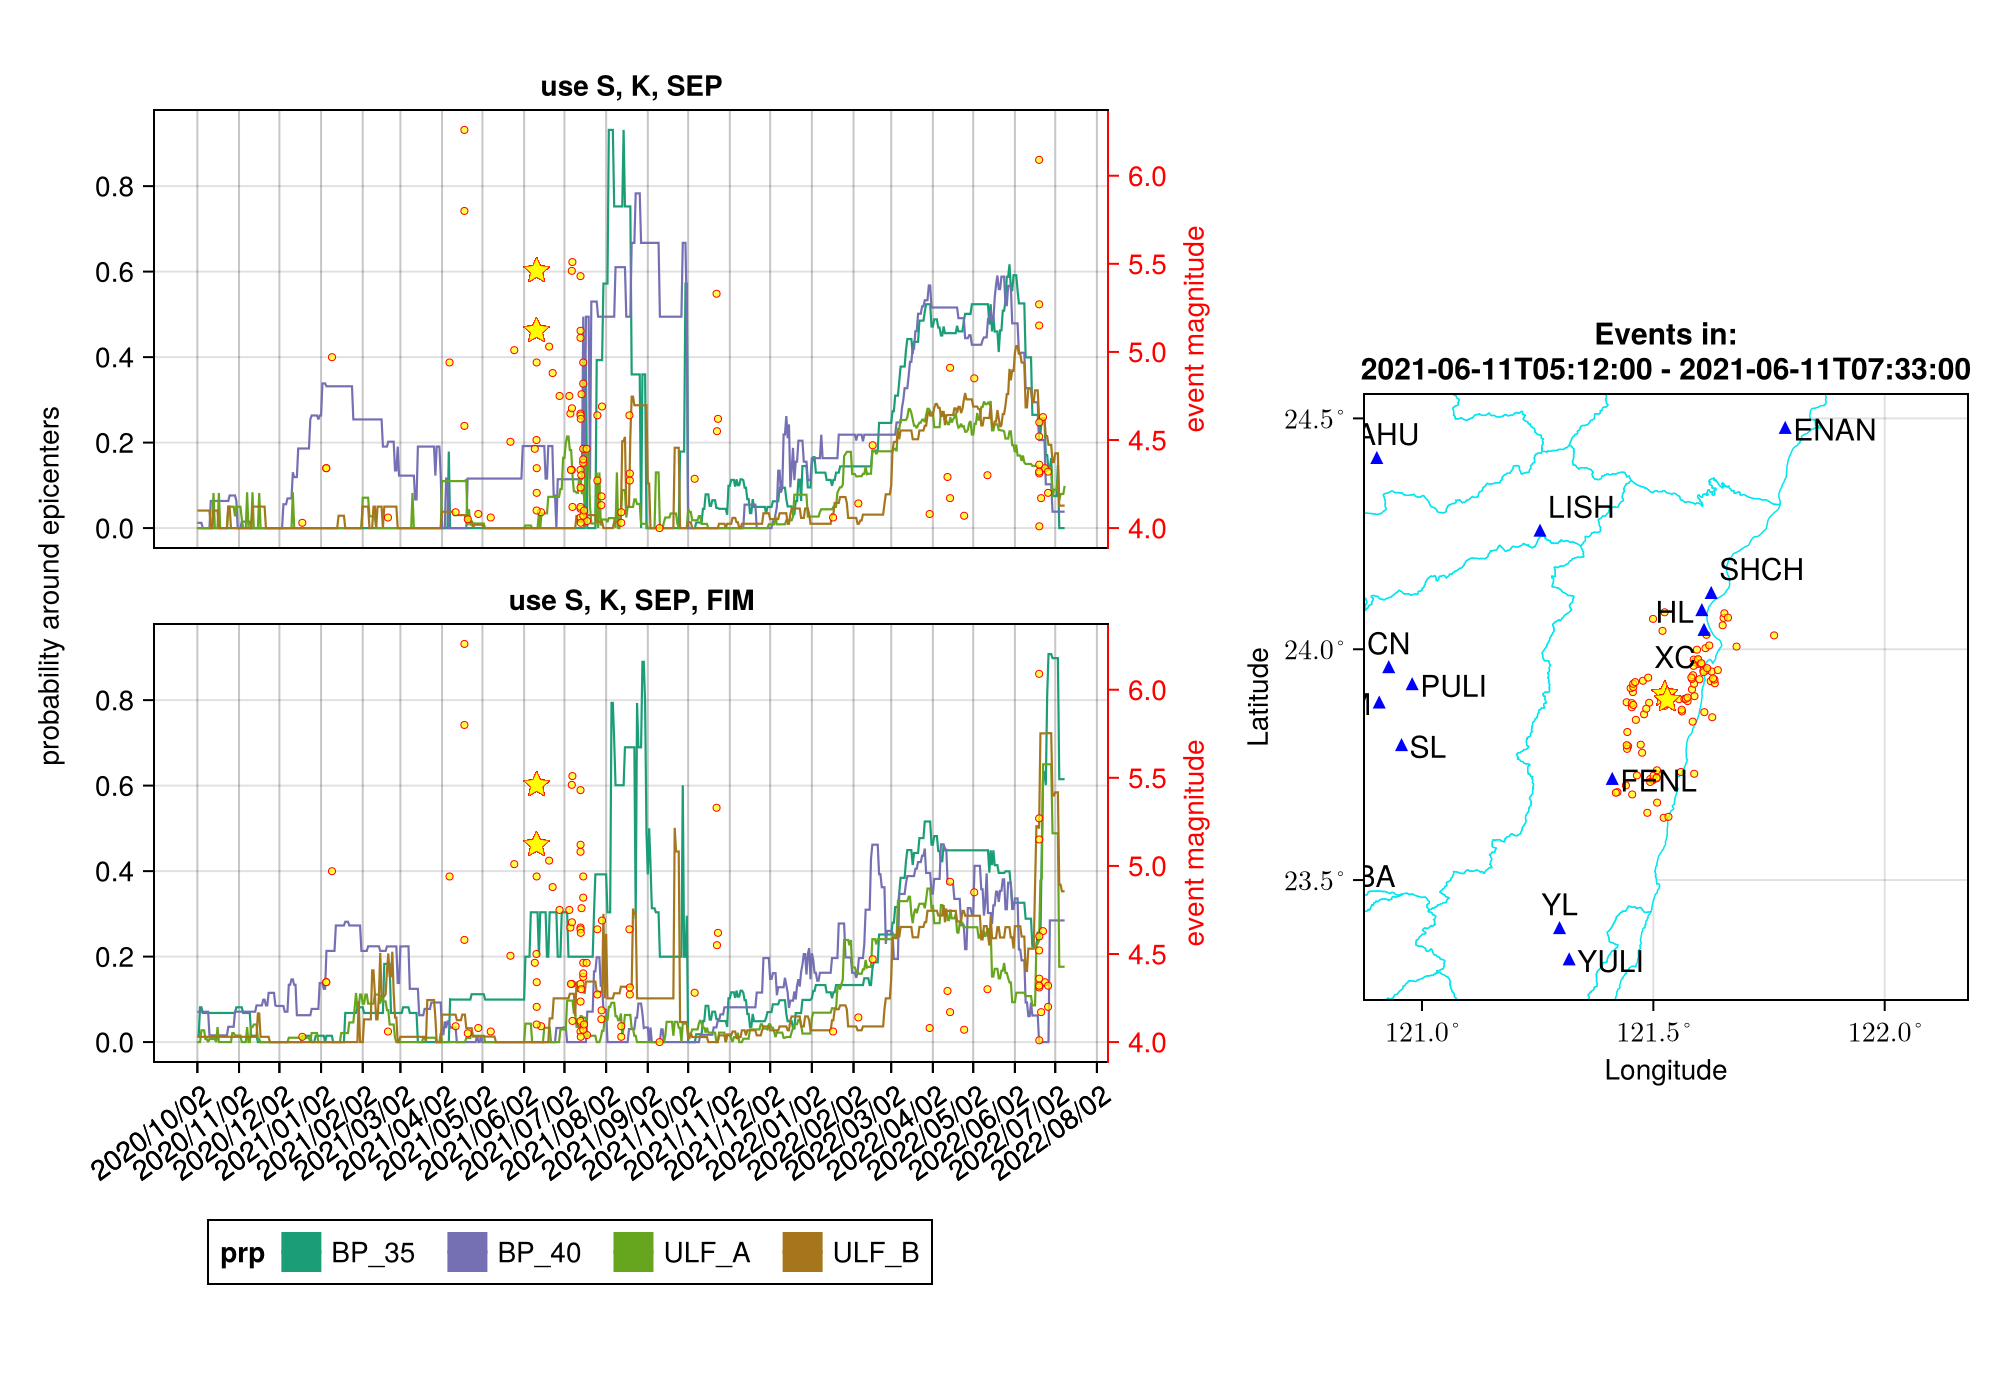 use S, K, SEP
0.8
0.6
0.4
0.2
0.0
6.0
5.5
5.0
4.5
4.0
event magnitude
probability around epicenters
use S, K, SEP, FIM
0.8
0.6
0.4
0.2
0.0
6.0
5.5
5.0
4.5
4.0
event magnitude
2020/10/02
2020/11/02
2020/12/02
2021/01/02
2021/02/02
2021/03/02
2021/04/02
2021/05/02
2021/06/02
2021/07/02
2021/08/02
2021/09/02
2021/10/02
2021/11/02
2021/12/02
2022/01/02
2022/02/02
2022/03/02
2022/04/02
2022/05/02
2022/06/02
2022/07/02
2022/08/02
prp BP_35 BP_40 ULF_A ULF_B
Events in:
2021-06-11T05:12:00 - 2021-06-11T07:33:00
24.5°
24.0°
23.5°
Latitude
AHU
ENAN
LISH
SHCH
HL
CN
XC
PULI
M
SL
FENL
BA
YL
YULI
121.0°
121.5°
122.0°
Longitude